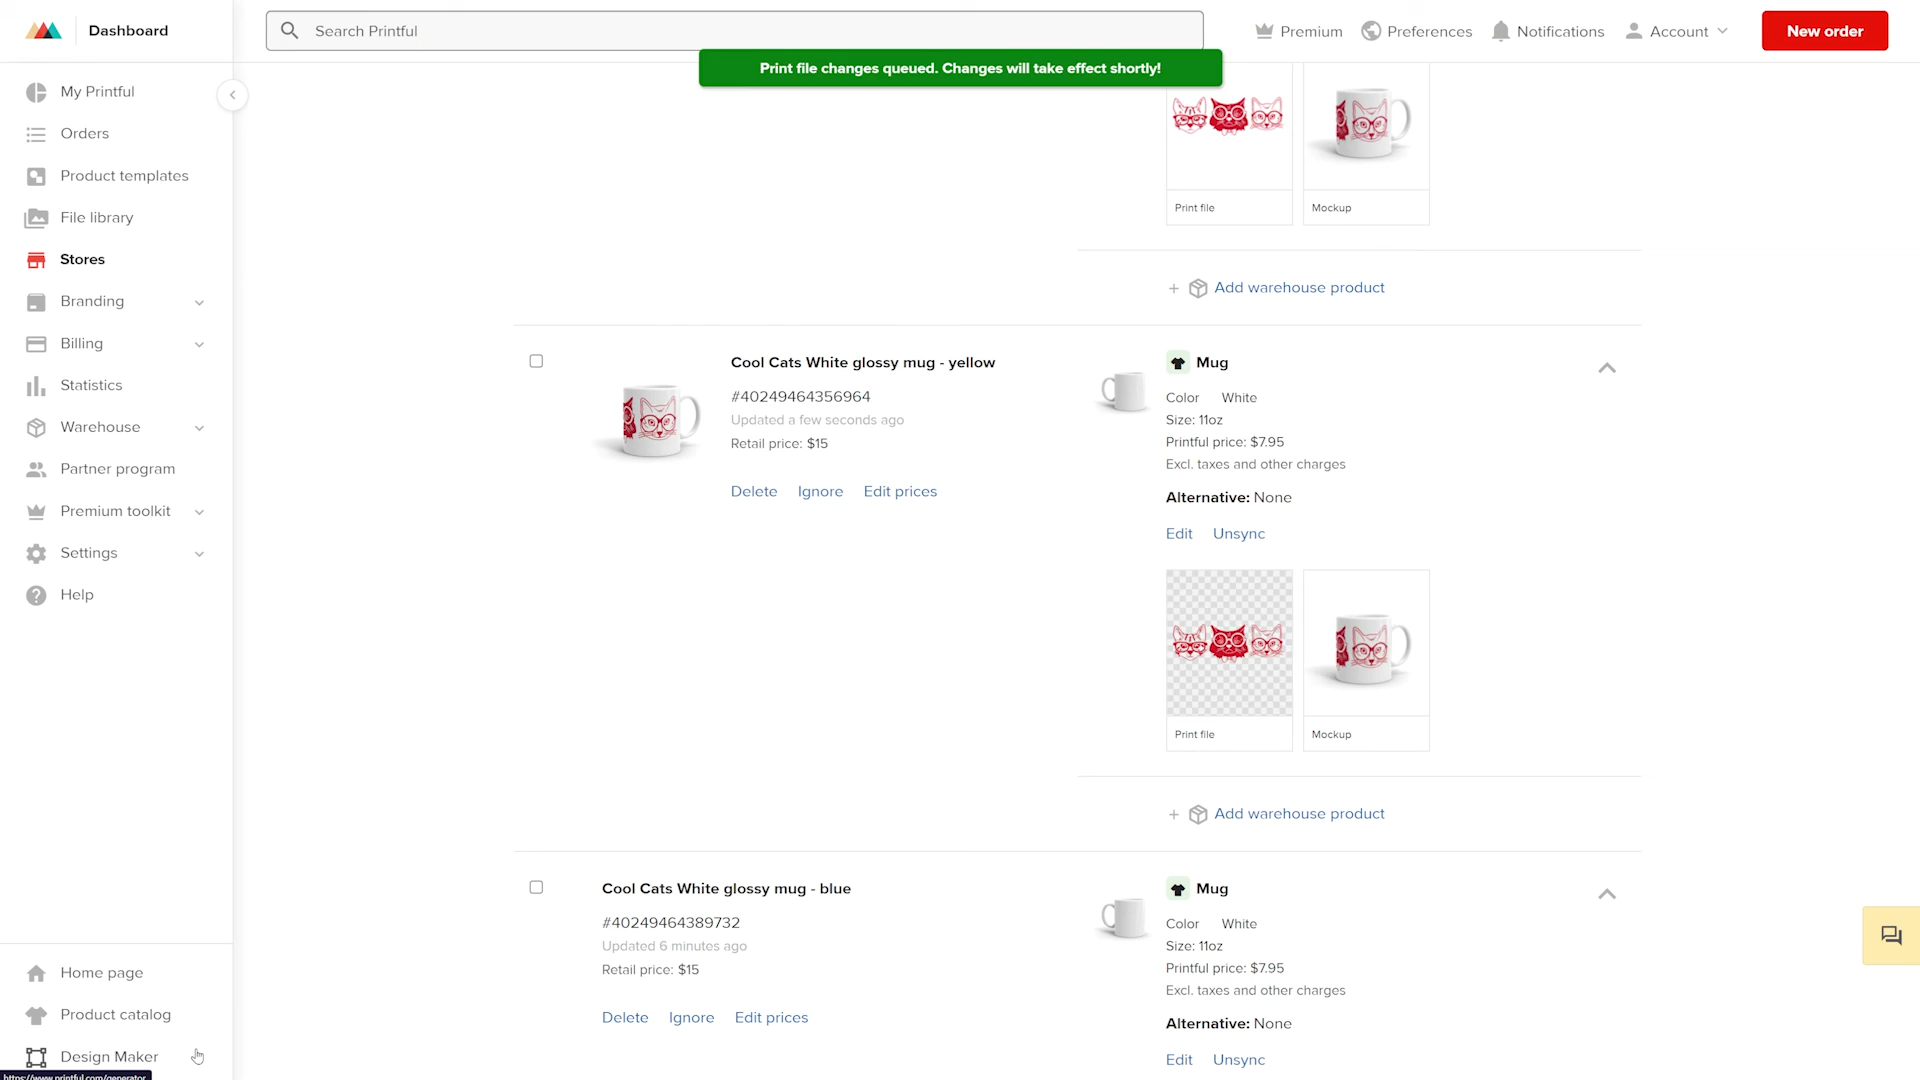 Dashboard
Search Printful
Premium
Preferences
Notifications
Account
New order
Print file changes queued. Changes will take effect shortly!
My Printful
Orders
Product templates
File library
Stores
Branding
Billing
Statistics
Warehouse
Partner program
Premium toolkit
Settings
Help
Home page
Product catalog
Design Maker
https://www.printful.com/generator
Print file
Mockup
+ Add warehouse product
Cool Cats White glossy mug - yellow
#40249464356964
Updated a few seconds ago
Retail price: $15
Delete Ignore Edit prices
Mug
Color White
Size: 11oz
Printful price: $7.95
Excl. taxes and other charges
Alternative: None
Edit Unsync
Print file
Mockup
+ Add warehouse product
Cool Cats White glossy mug - blue
#40249464389732
Updated 6 minutes ago
Retail price: $15
Delete Ignore Edit prices
Mug
Color White
Size: 11oz
Printful price: $7.95
Excl. taxes and other charges
Alternative: None
Edit Unsync